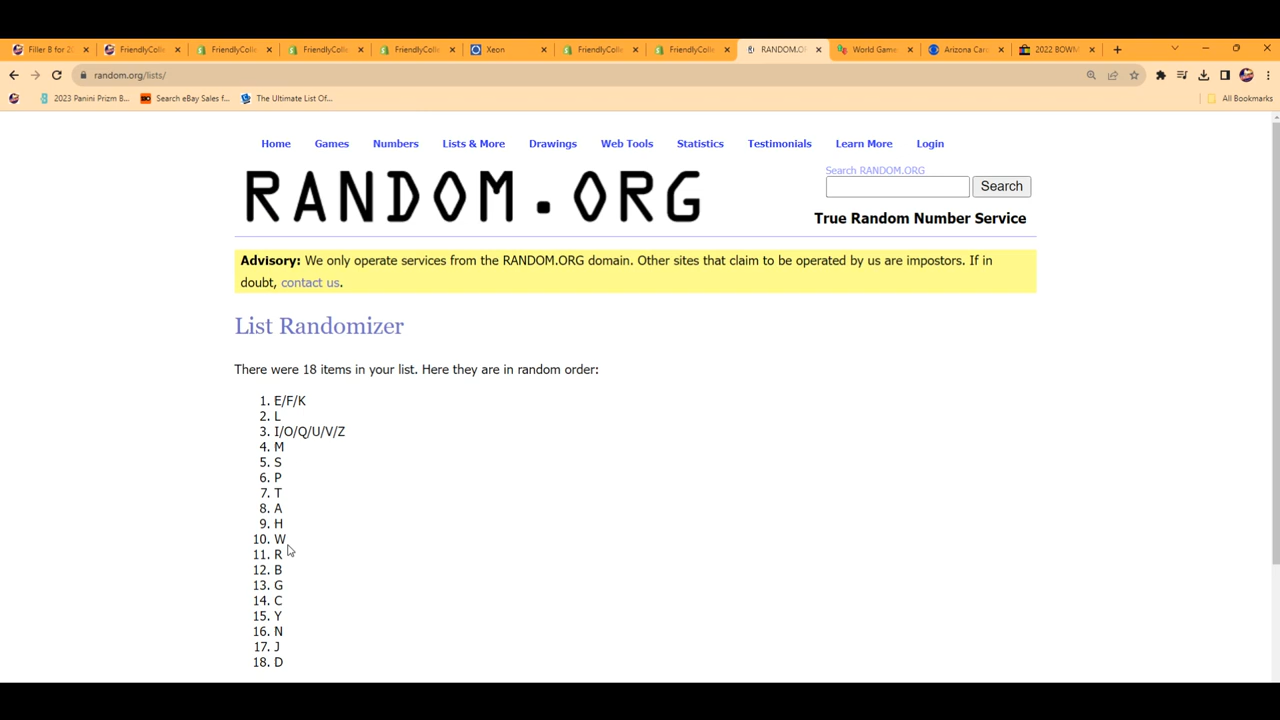 Filler B for 20 FriendlyColle FriendlyColle FriendlyColle FriendlyColle Xeon FriendlyColle FriendlyColle RANDOM.O World Game Arizona Car 2022 BOWM
random.org/lists/
2023 Panini Prizm B... Search eBay Sales f... The Ultimate List Of... All Bookmarks
Home Games Numbers Lists & More Drawings Web Tools Statistics Testimonials Learn More Login
RANDOM.ORG
Search RANDOM.ORG
Search
True Random Number Service
Advisory: We only operate services from the RANDOM.ORG domain. Other sites that claim to be operated by us are impostors. If in
doubt, contact us.
List Randomizer
There were 18 items in your list. Here they are in random order:
1. E/F/K
2. L
3. I/O/Q/U/V/Z
4. M
5. S
6. P
7. T
8. A
9. H
10. W
11. R
12. B
13. G
14. C
15. Y
16. N
17. J
18. D